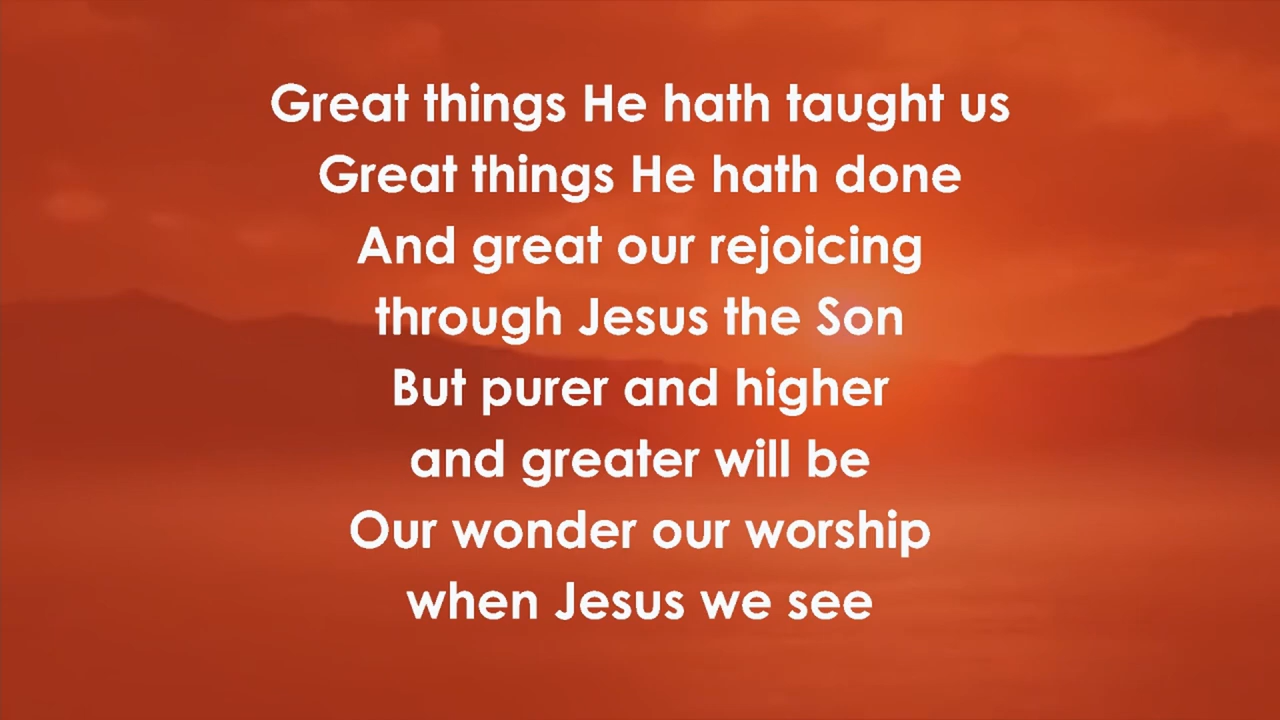 Great things He hath taught us
Great things He hath done
And great our rejoicing
through Jesus the Son
But purer and higher
and greater will be
Our wonder our worship
when Jesus we see